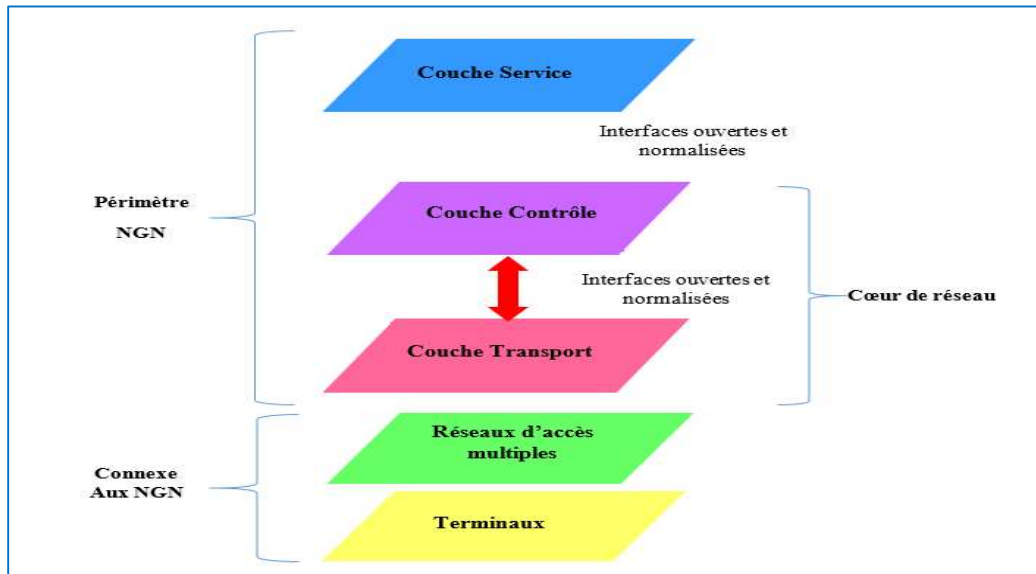 Couche Service
Interfaces ouvertes et
normalisées
Périmètre
NGN
Couche Contrôle
Interfaces ouvertes et
normalisées
Cœur de réseau
Couche Transport
Réseaux d'accès
multiples
Connexe
Aux NGN
Terminaux